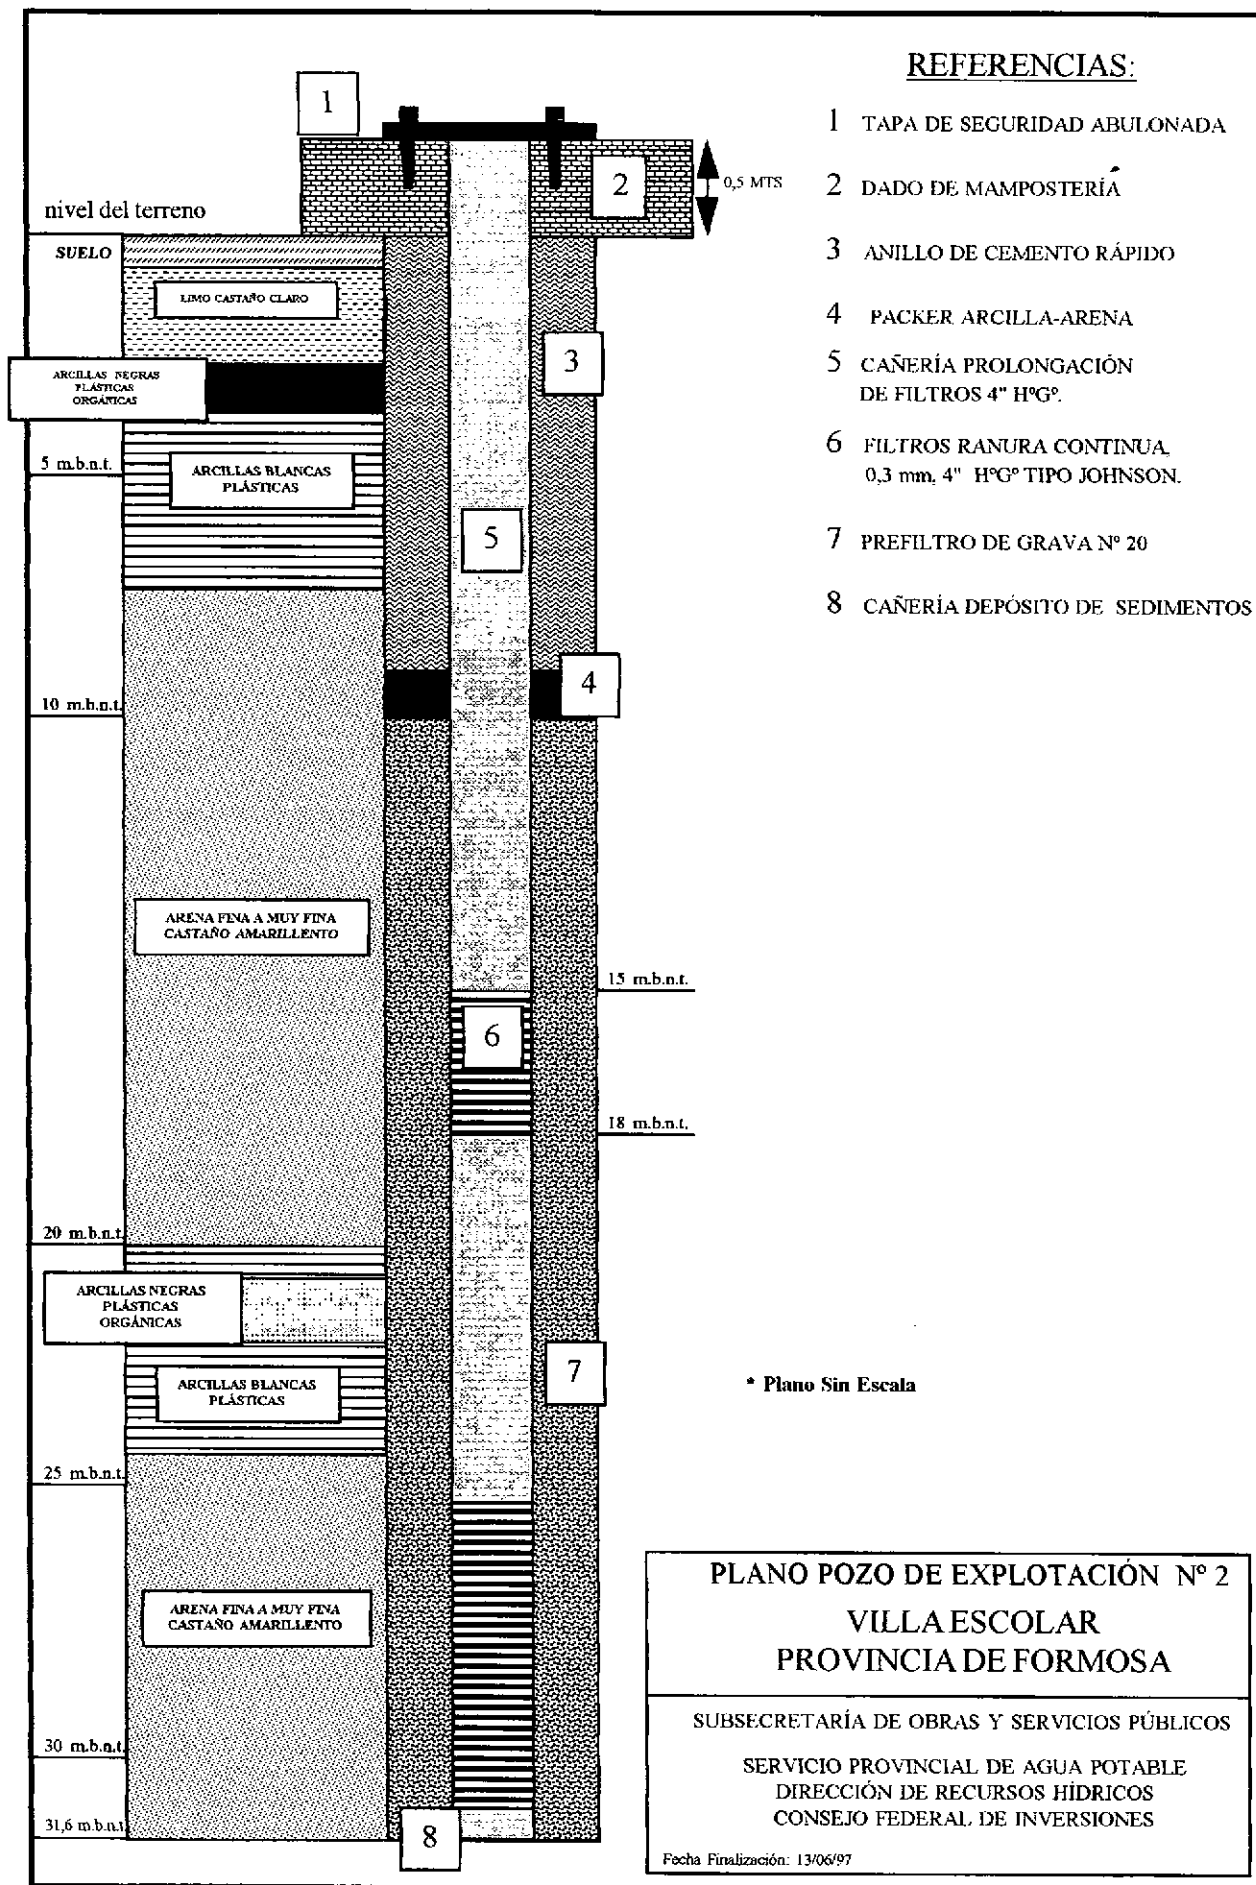 REFERENCIAS:
1 TAPA DE SEGURIDAD ABULONADA
2 DADO DE MAMPOSTERÍA
3 ANILLO DE CEMENTO RÁPIDO
4 PACKER ARCILLA-ARENA
5 CAÑERÍA PROLONGACIÓN
DE FILTROS 4" HºGº.
6 FILTROS RANURA CONTINUA
0,3 mm. 4" HºGº TIPO JOHNSON.
7 PREFILTRO DE GRAVA Nº 20
8 CAÑERÍA DEPÓSITO DE SEDIMENTOS
1
2
0,5 MTS
nivel del terreno
SUELO
LIMO CASTAÑO CLARO
3
ARCILLAS NEGRAS
PLÁSTICAS
ORGÁNICAS
5 m.b.n.t.
ARCILLAS BLANCAS
PLÁSTICAS
5
4
10 m.b.n.t.
ARENA FINA A MUY FINA
CASTAÑO AMARILLENTO
15 m.b.n.t.
6
18 m.b.n.t.
20 m.b.n.t.
ARCILLAS NEGRAS
PLÁSTICAS
ORGÁNICAS
7
ARCILLAS BLANCAS
PLÁSTICAS
* Plano Sin Escala
25 m.b.n.t.
ARENA FINA A MUY FINA
CASTAÑO AMARILLENTO
30 m.b.n.t.
31,6 m.b.n.t.
8
PLANO POZO DE EXPLOTACIÓN Nº 2
VILLA ESCOLAR
PROVINCIA DE FORMOSA
SUBSECRETARÍA DE OBRAS Y SERVICIOS PÚBLICOS
SERVICIO PROVINCIAL DE AGUA POTABLE
DIRECCIÓN DE RECURSOS HÍDRICOS
CONSEJO FEDERAL DE INVERSIONES
Fecha Finalización: 13/06/97